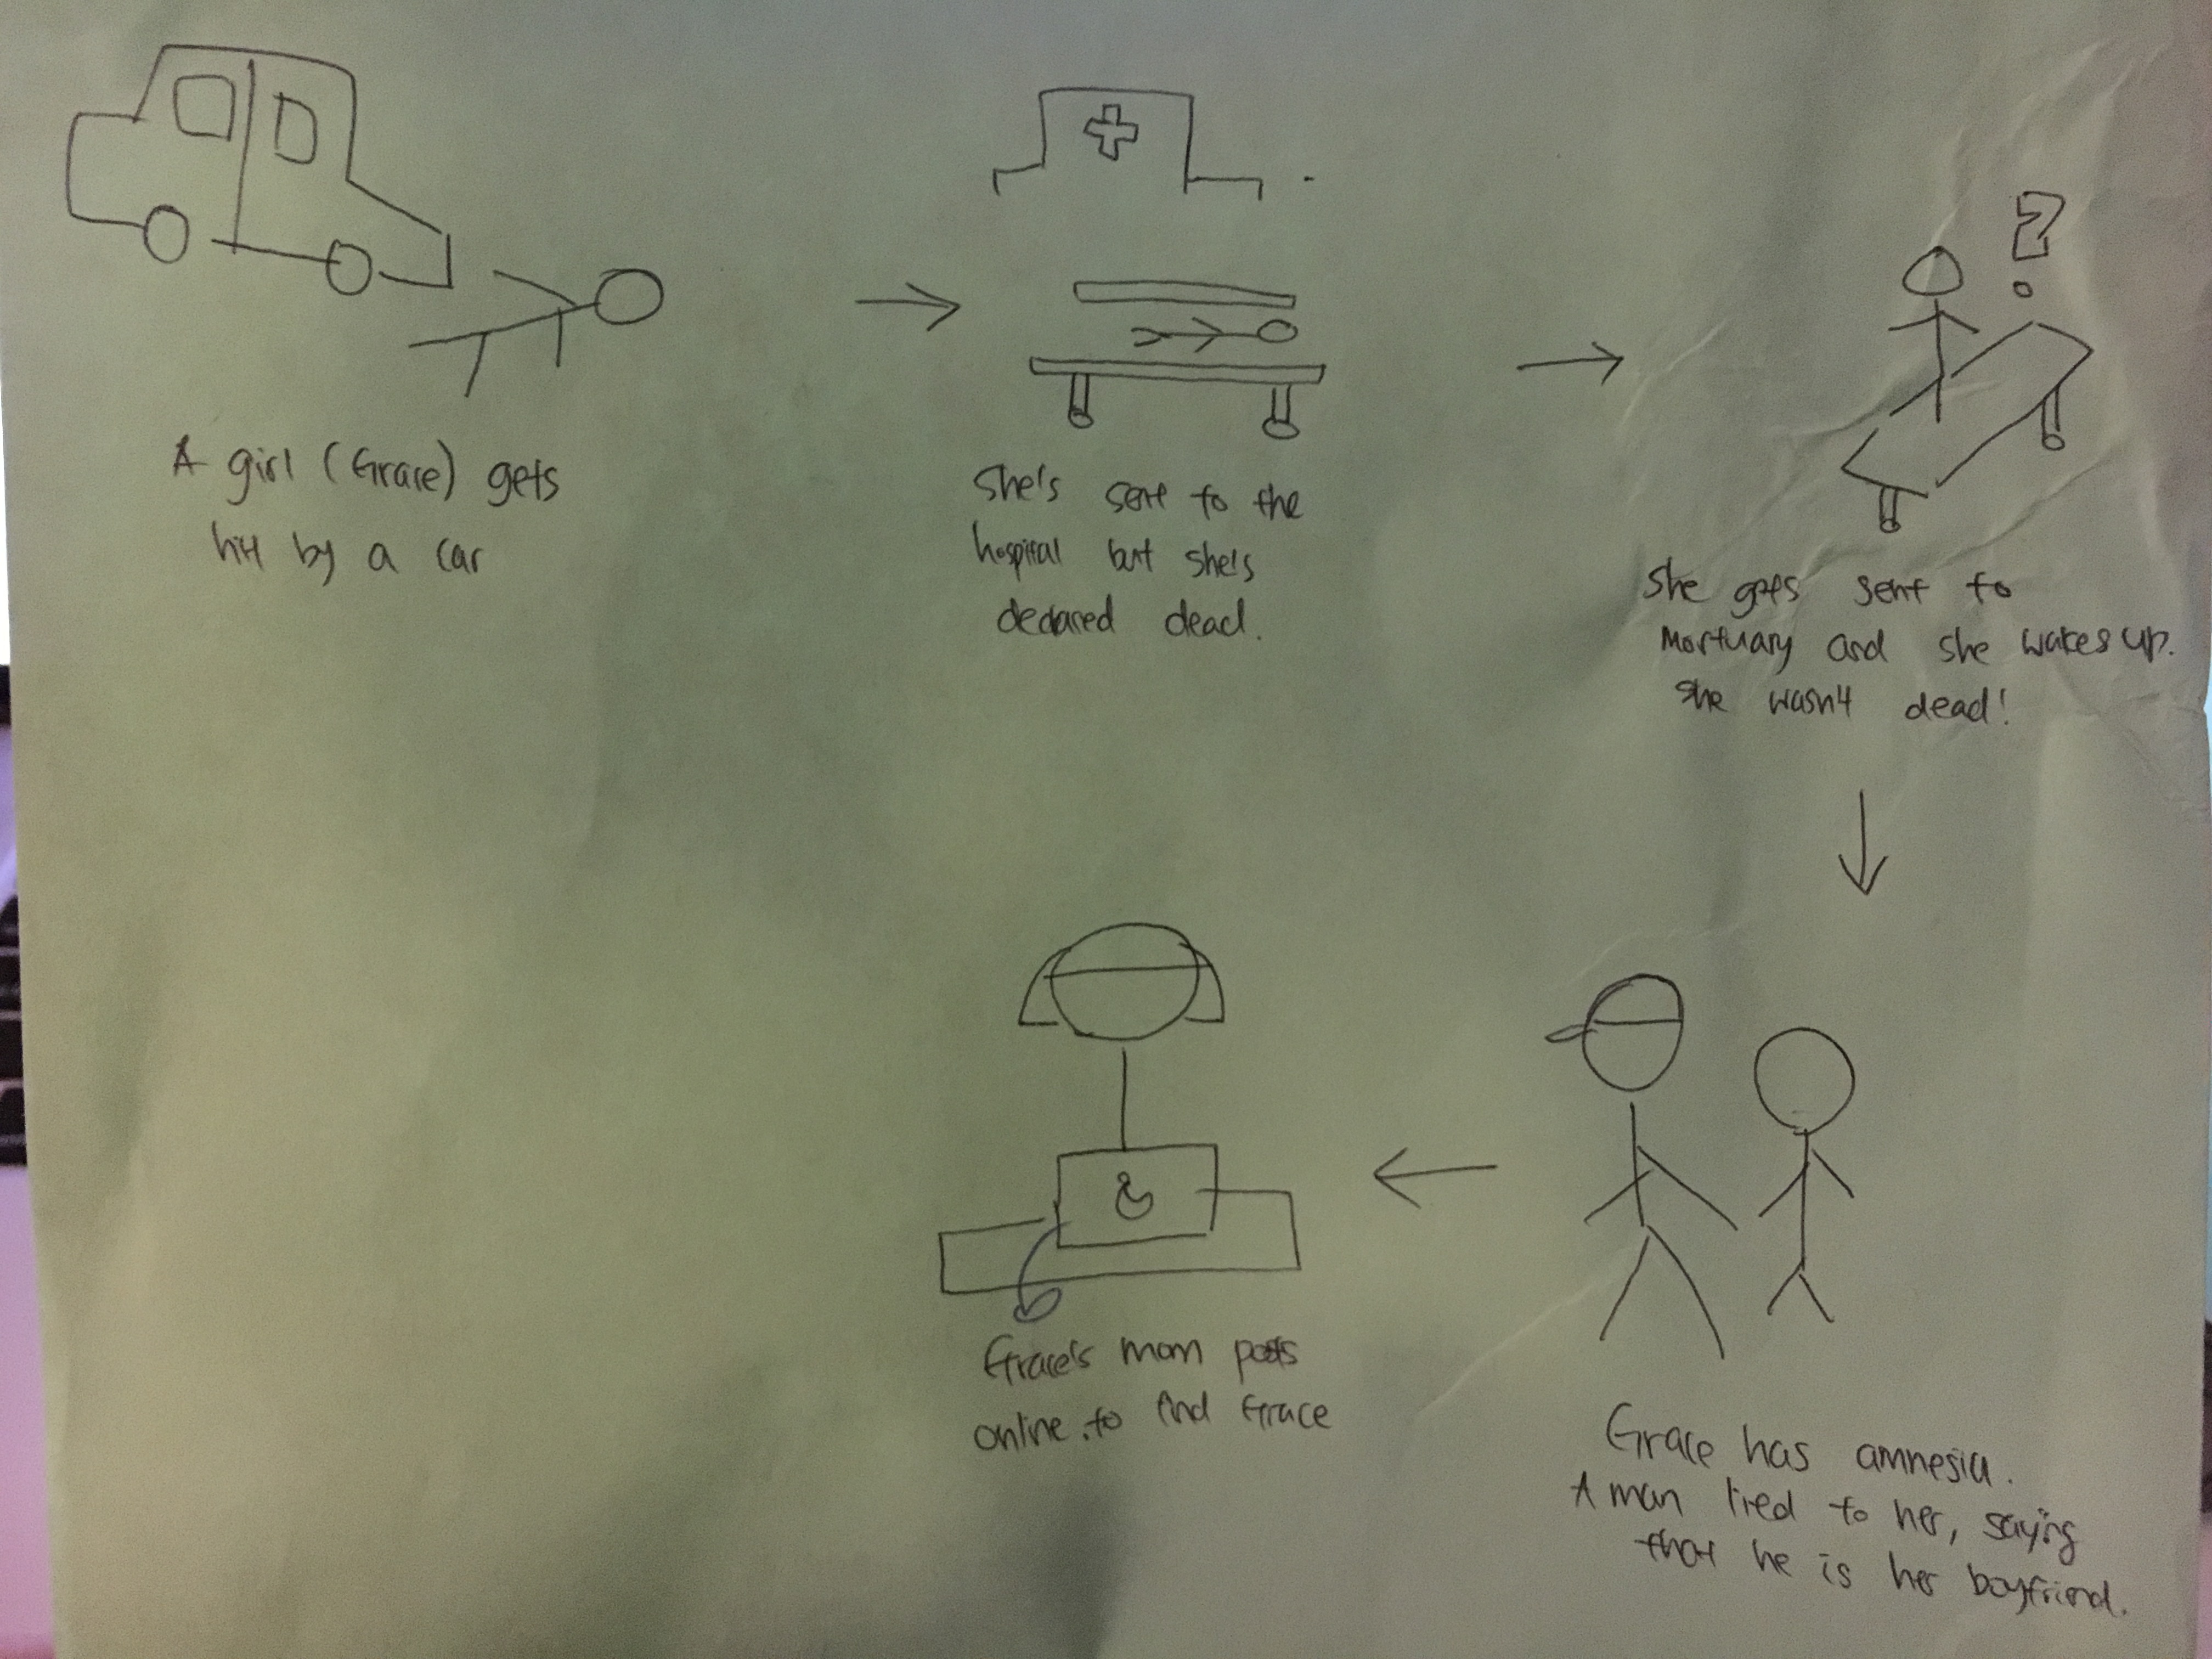 A girl (Grace) gets
hit by a car
She's sent to the
hospital but she's
declared dead.
?
She gets sent to
Mortuary and she wakes up.
She wasn't dead!
Grace has amnesia.
A man lied to her, saying
that he is her boyfriend.
Grace's mom posts
online to find Grace